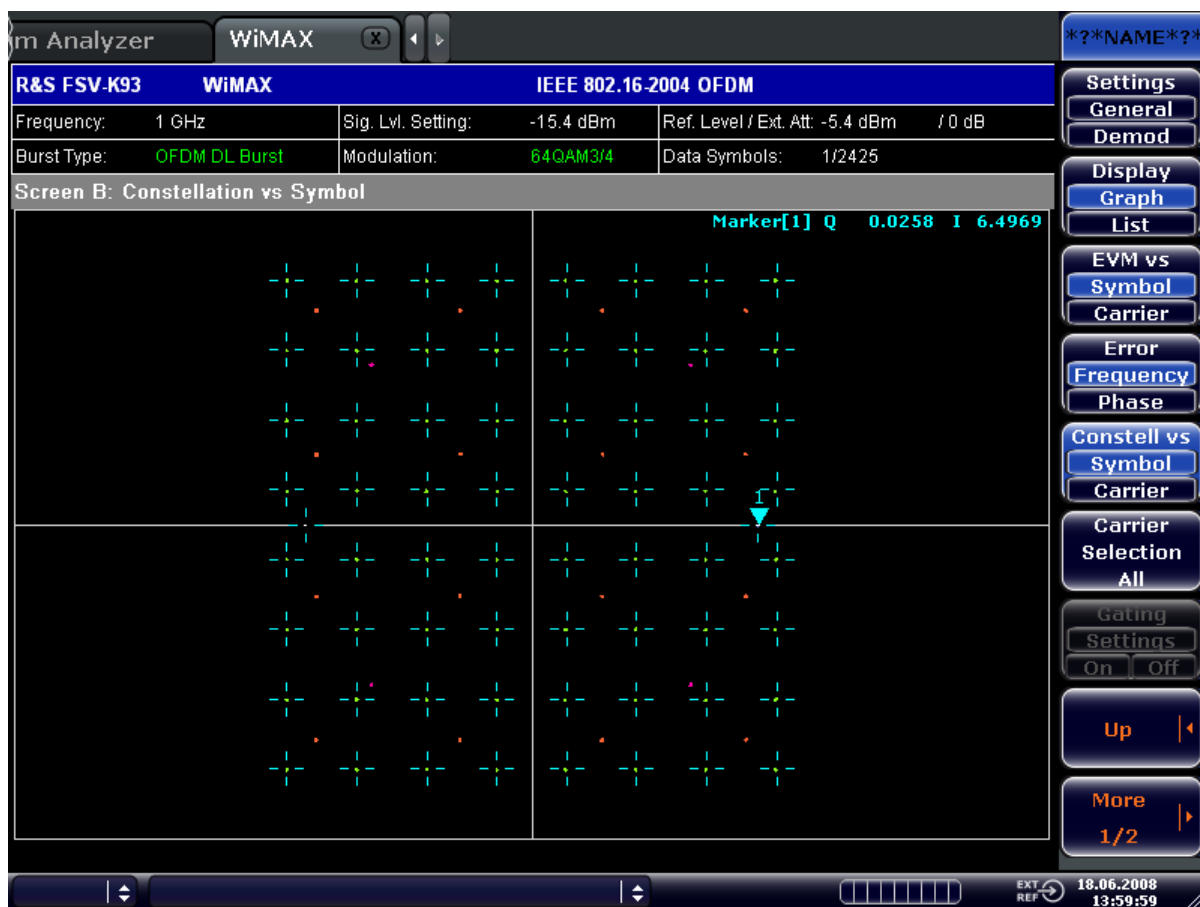 m Analyzer WiMAX X *?*NAME*?*
R&S FSV-K93 WiMAX IEEE 802.16-2004 OFDM
Frequency: 1 GHz Sig. Lvl. Setting: -15.4 dBm Ref. Level / Ext. Att: -5.4 dBm / 0 dB
Burst Type: OFDM DL Burst Modulation: 64QAM3/4 Data Symbols: 1/2425
Screen B: Constellation vs Symbol
Marker[1] Q 0.0258 I 6.4969
1
Settings
General
Demod
Display
Graph
List
EVM vs
Symbol
Carrier
Error
Frequency
Phase
Constell vs
Symbol
Carrier
Carrier
Selection
All
Gating
Settings
On Off
Up
More
1/2
EXT
REF
18.06.2008
13:59:59